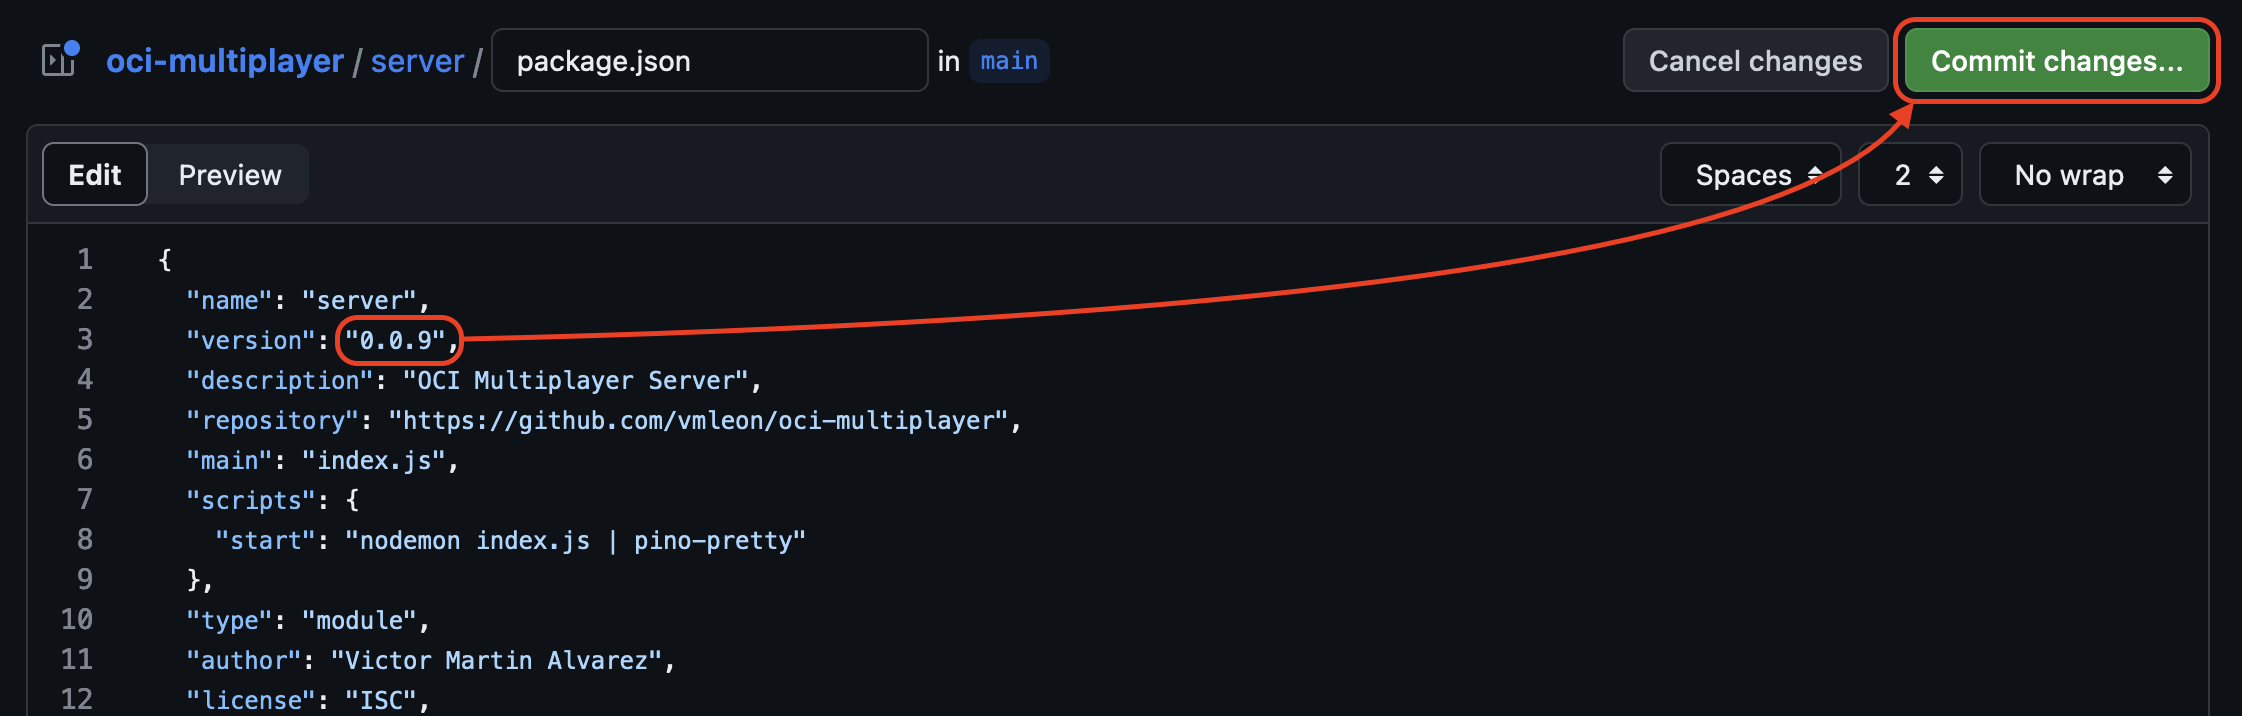 oci-multiplayer / server / package.json in main Cancel changes Commit changes...
Edit Preview Spaces 2 No wrap
1 {
2 "name": "server",
3 "version": "0.0.9",
4 "description": "OCI Multiplayer Server",
5 "repository": "https://github.com/vmleon/oci-multiplayer",
6 "main": "index.js",
7 "scripts": {
8 "start": "nodemon index.js | pino-pretty"
9 },
10 "type": "module",
11 "author": "Victor Martin Alvarez",
12 "license": "ISC",